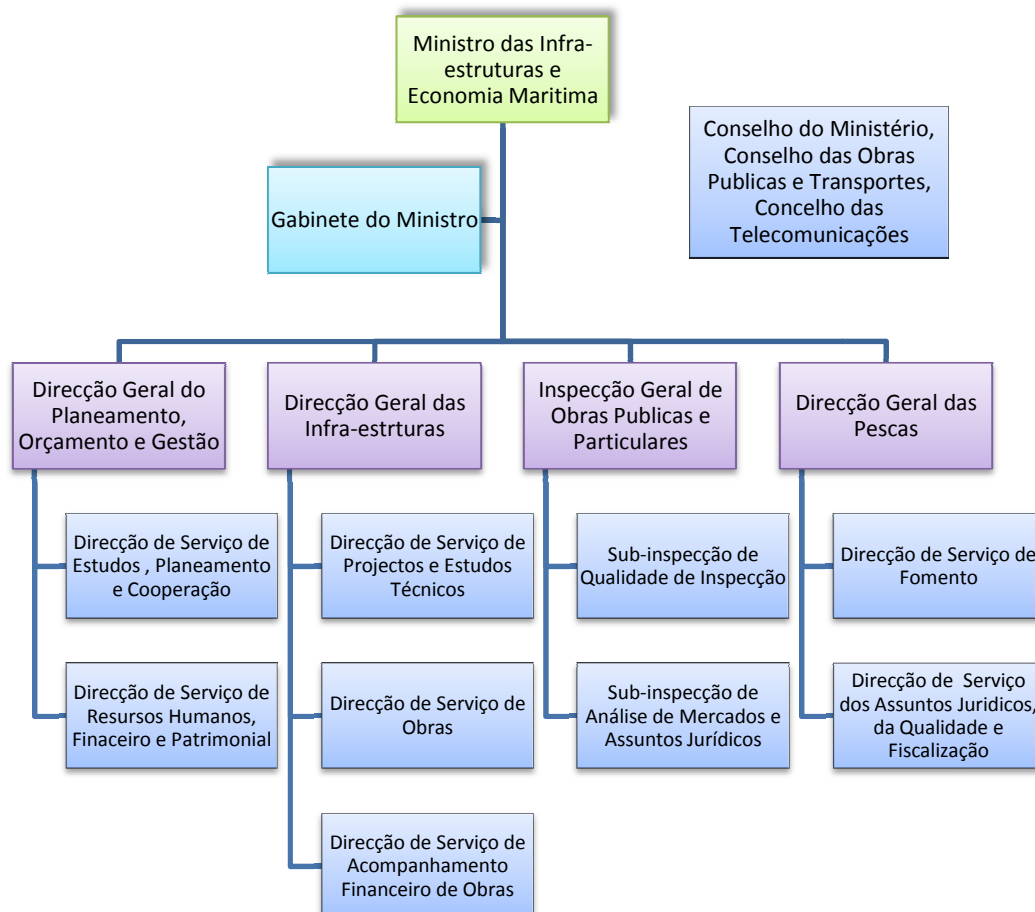 Ministro das Infra-
estruturas e
Economia Maritima
Conselho do Ministério,
Conselho das Obras
Publicas e Transportes,
Concelho das
Telecomunicações
Gabinete do Ministro
Direcção Geral do
Planeamento,
Orçamento e Gestão
Direcção Geral das
Infra-estrturas
Inspecção Geral de
Obras Publicas e
Particulares
Direcção Geral das
Pescas
Direcção de Serviço de
Estudos , Planeamento
e Cooperação
Direcção de Serviço de
Projectos e Estudos
Técnicos
Sub-inspecção de
Qualidade de Inspecção
Direcção de Serviço de
Fomento
Direcção de Serviço de
Resursos Humanos,
Finaceiro e Patrimonial
Direcção de Serviço de
Obras
Sub-inspecção de
Análise de Mercados e
Assuntos Jurídicos
Direcção de  Serviço
dos Assuntos Juridicos,
da Qualidade e
Fiscalização
Direcção de Serviço de
Acompanhamento
Financeiro de Obras